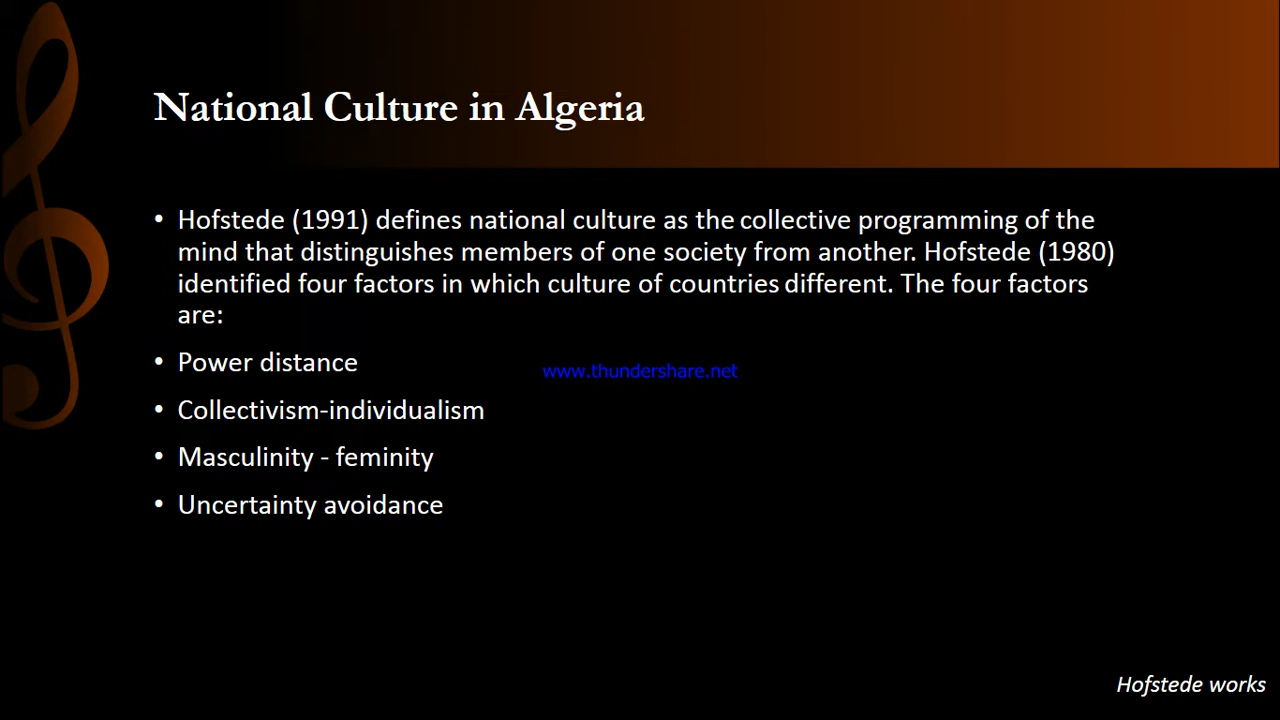 National Culture in Algeria
• Hofstede (1991) defines national culture as the collective programming of the
mind that distinguishes members of one society from another. Hofstede (1980)
identified four factors in which culture of countries different. The four factors
are:
• Power distance
www.thundershare.net
• Collectivism-individualism
• Masculinity - feminity
• Uncertainty avoidance
Hofstede works